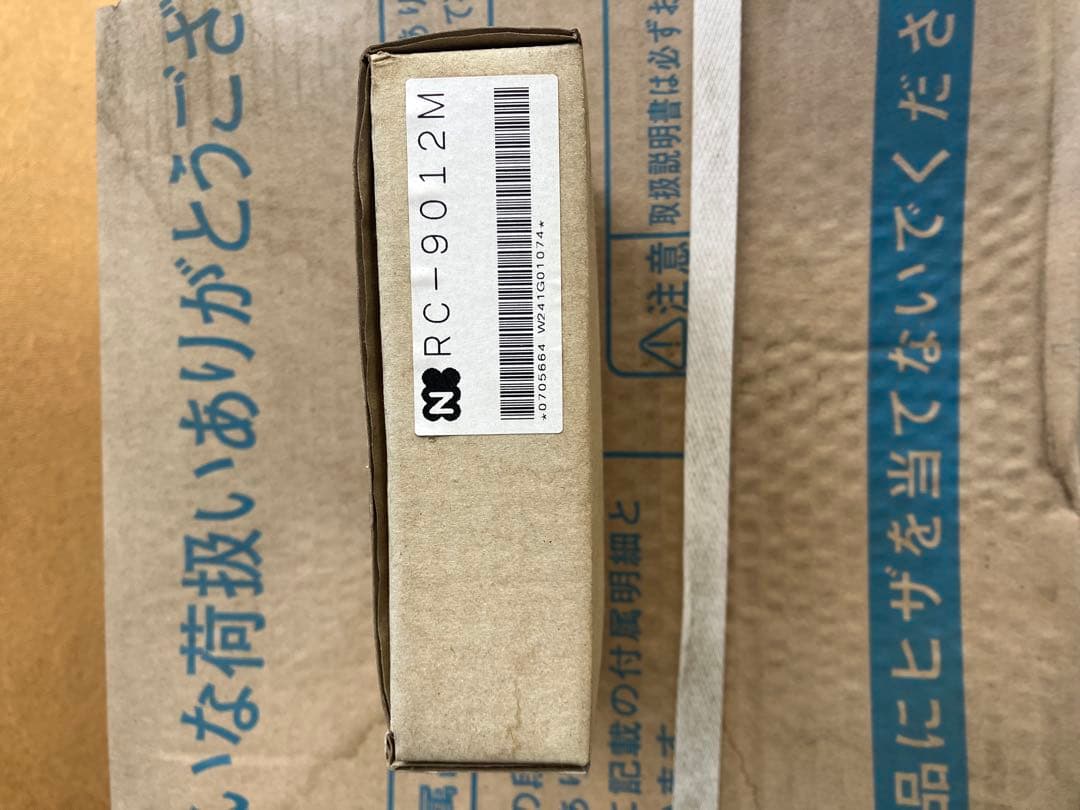 N RC-9012M
*0705664 W241G01074*
いな荷扱いありがとうござ
注意
取扱説明書は必ずお
記載の付属明細と
品にヒザを当てないでくださ